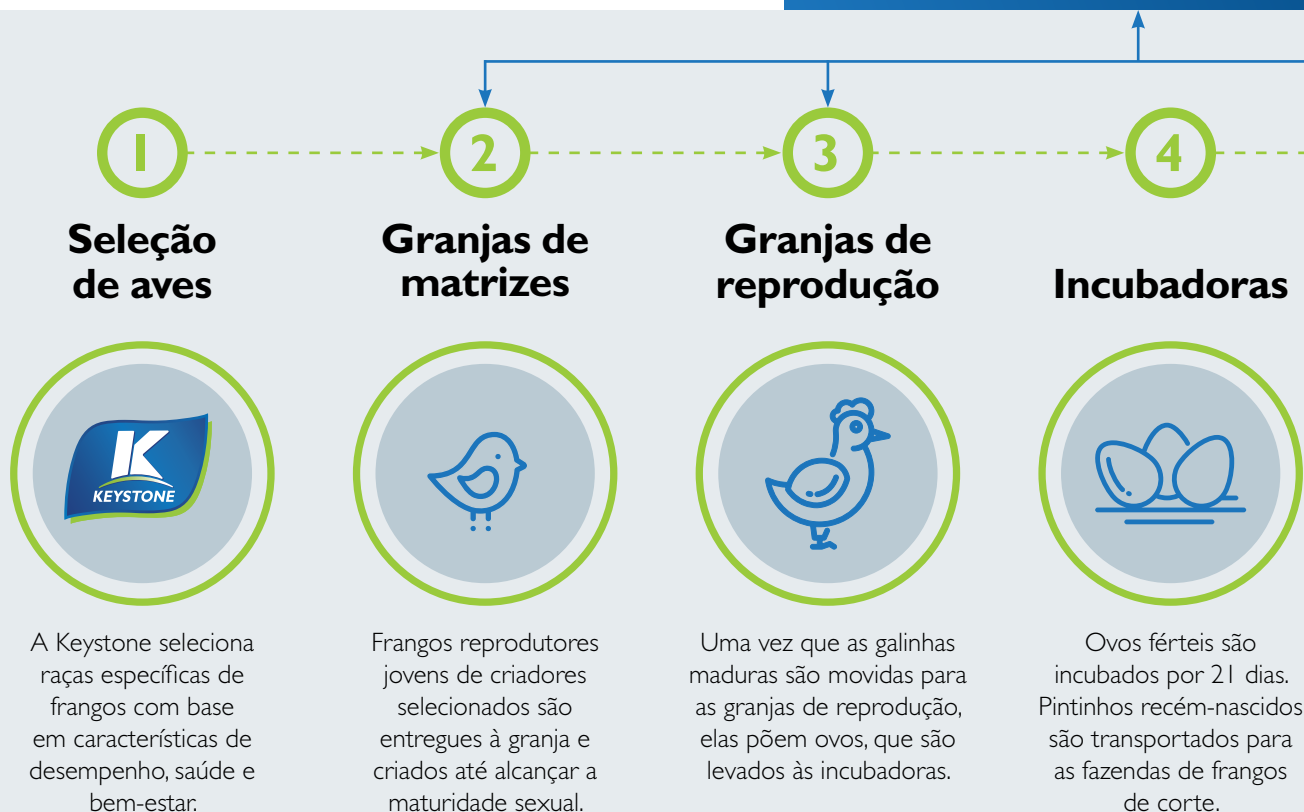 1
2
3
4
Seleção
de aves
Granjas de
matrizes
Granjas de
reprodução
Incubadoras
K
KEYSTONE
A Keystone seleciona
raças específicas de
frangos com base
em características de
desempenho, saúde e
bem-estar.
Frangos reprodutores
jovens de criadores
selecionados são
entregues à granja e
criados até alcançar a
maturidade sexual.
Uma vez que as galinhas
maduras são movidas para
as granjas de reprodução,
elas põem ovos, que são
levados às incubadoras.
Ovos férteis são
incubados por 21 dias.
Pintinhos recém-nascidos
são transportados para
as fazendas de frangos
de corte.